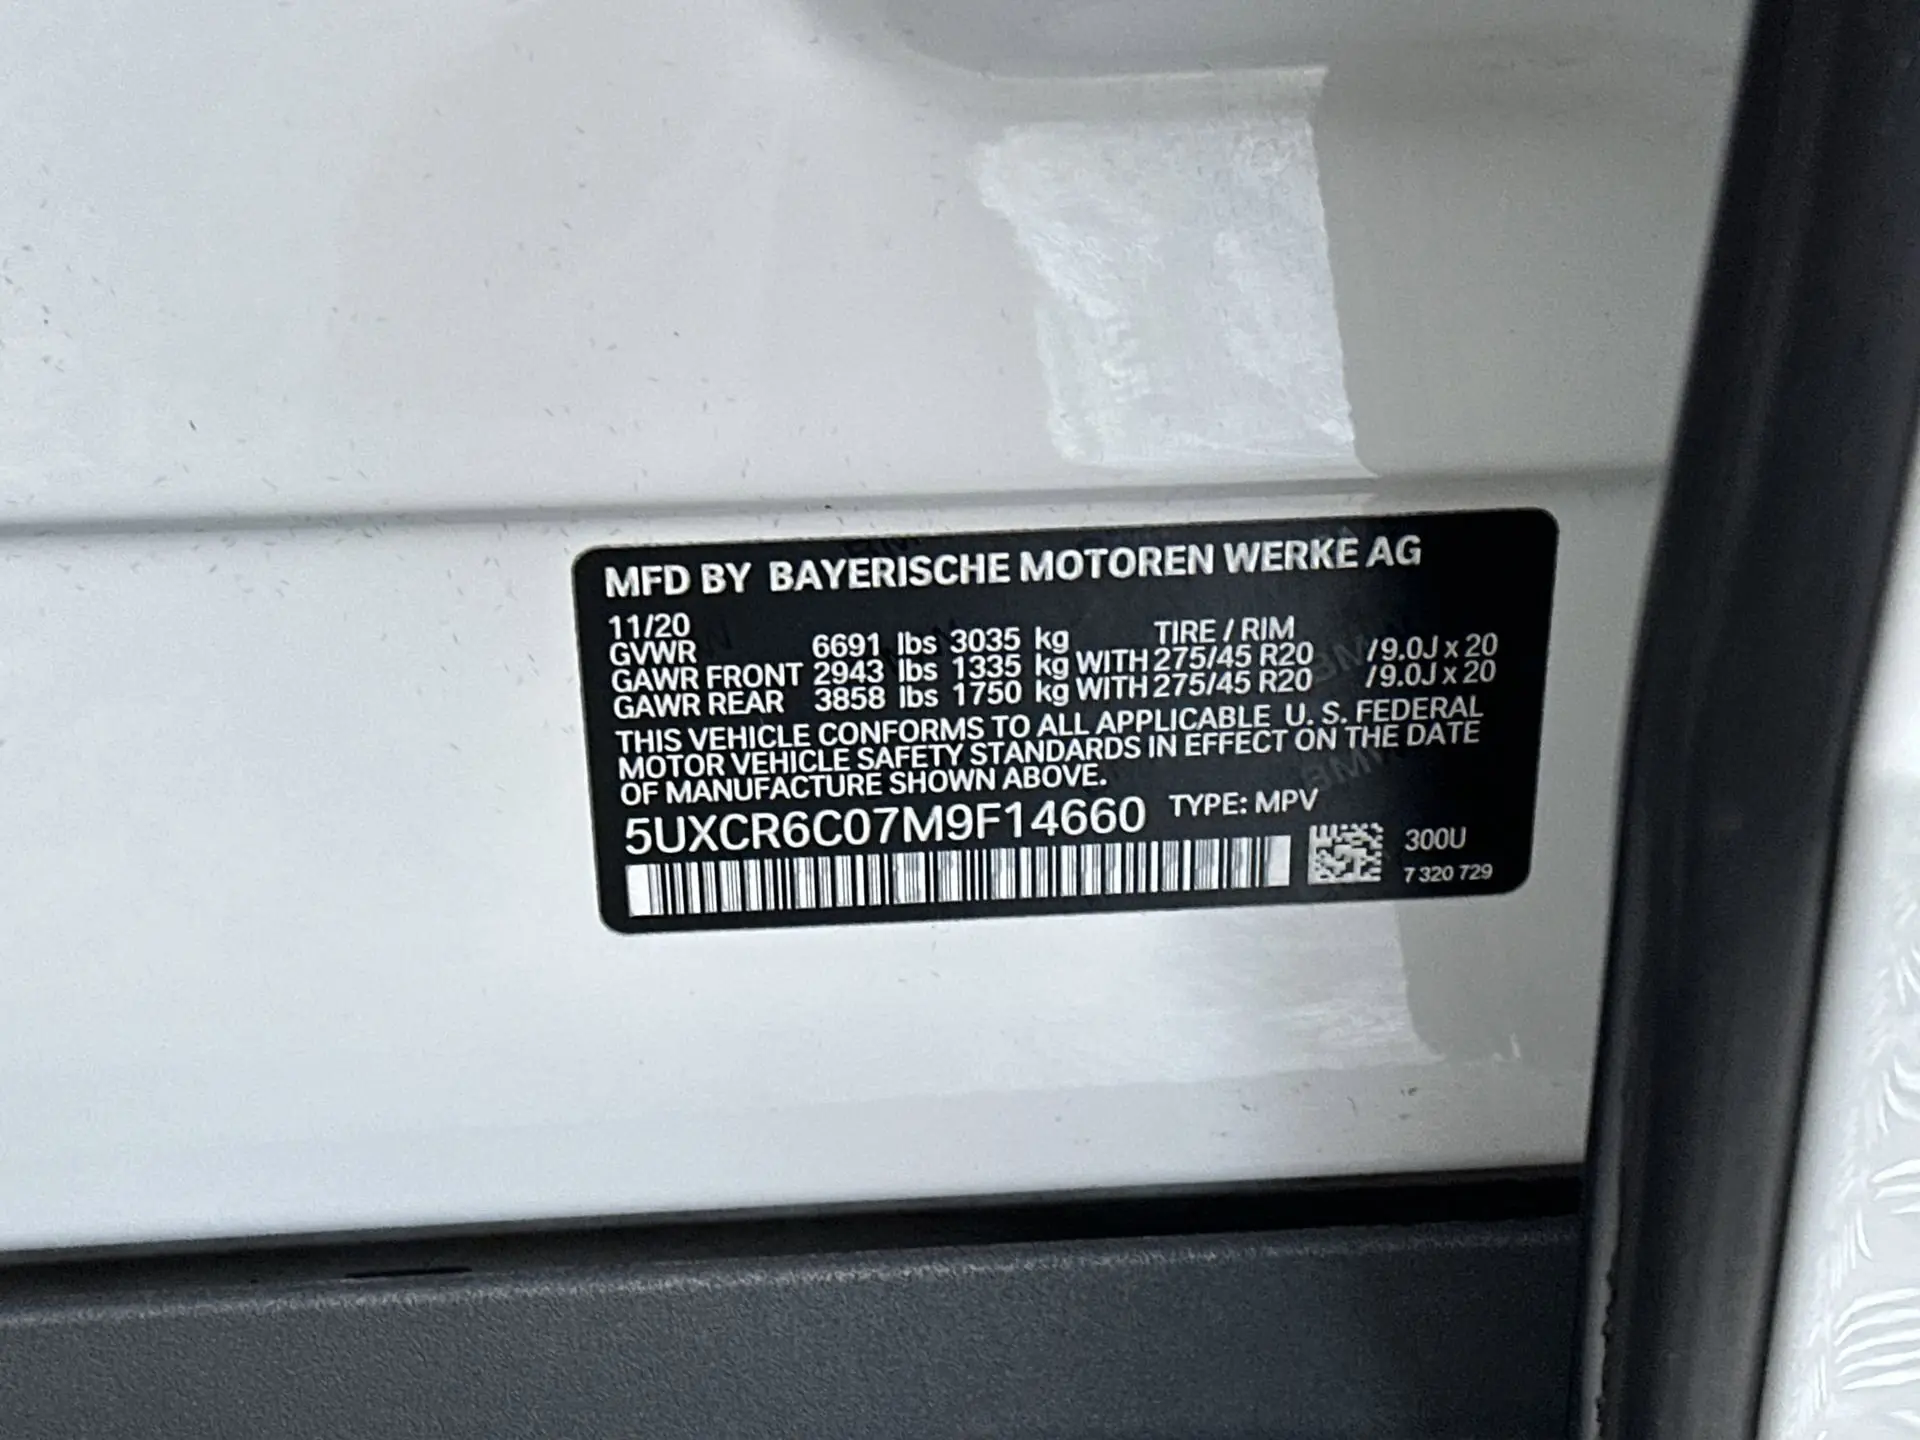 MFD BY BAYERISCHE MOTOREN WERKE AG
11/20
GVWR 6691 lbs 3035 kg TIRE / RIM
GAWR FRONT 2943 lbs 1335 kg WITH 275/45 R20 /9.0J x 20
GAWR REAR 3858 lbs 1750 kg WITH 275/45 R20 /9.0J x 20
THIS VEHICLE CONFORMS TO ALL APPLICABLE U. S. FEDERAL
MOTOR VEHICLE SAFETY STANDARDS IN EFFECT ON THE DATE
OF MANUFACTURE SHOWN ABOVE.
5UXCR6C07M9F14660 TYPE: MPV
300U
7 320 729